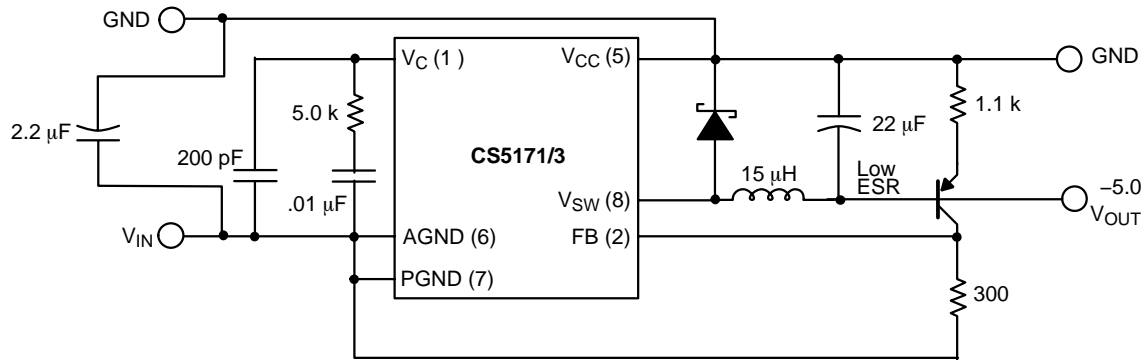 GND
V_C (1 )
V_CC (5)
GND
5.0 k
1.1 k
2.2 μF
22 μF
200 pF
CS5171/3
.01 μF
15 μH
Low
ESR
−5.0
V_OUT
V_SW (8)
V_IN
AGND (6)
FB (2)
PGND (7)
300